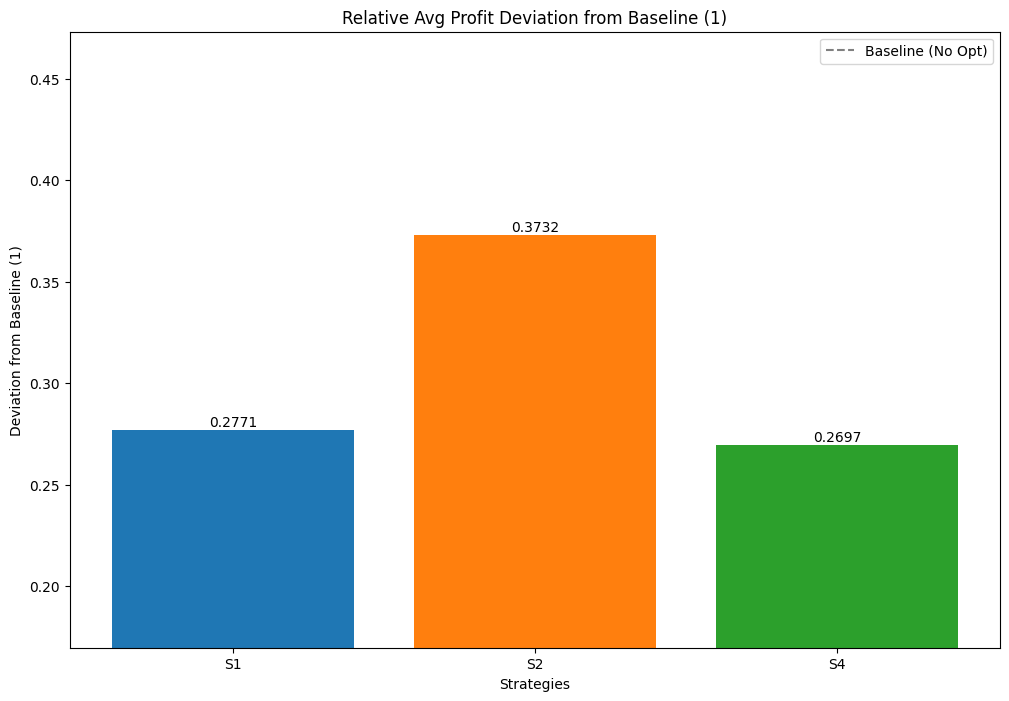 Relative Avg Profit Deviation from Baseline (1)
Baseline (No Opt)
0.45
0.40
0.35
0.30
0.25
0.20
Deviation from Baseline (1)
0.2771
0.3732
0.2697
S1
S2
S4
Strategies